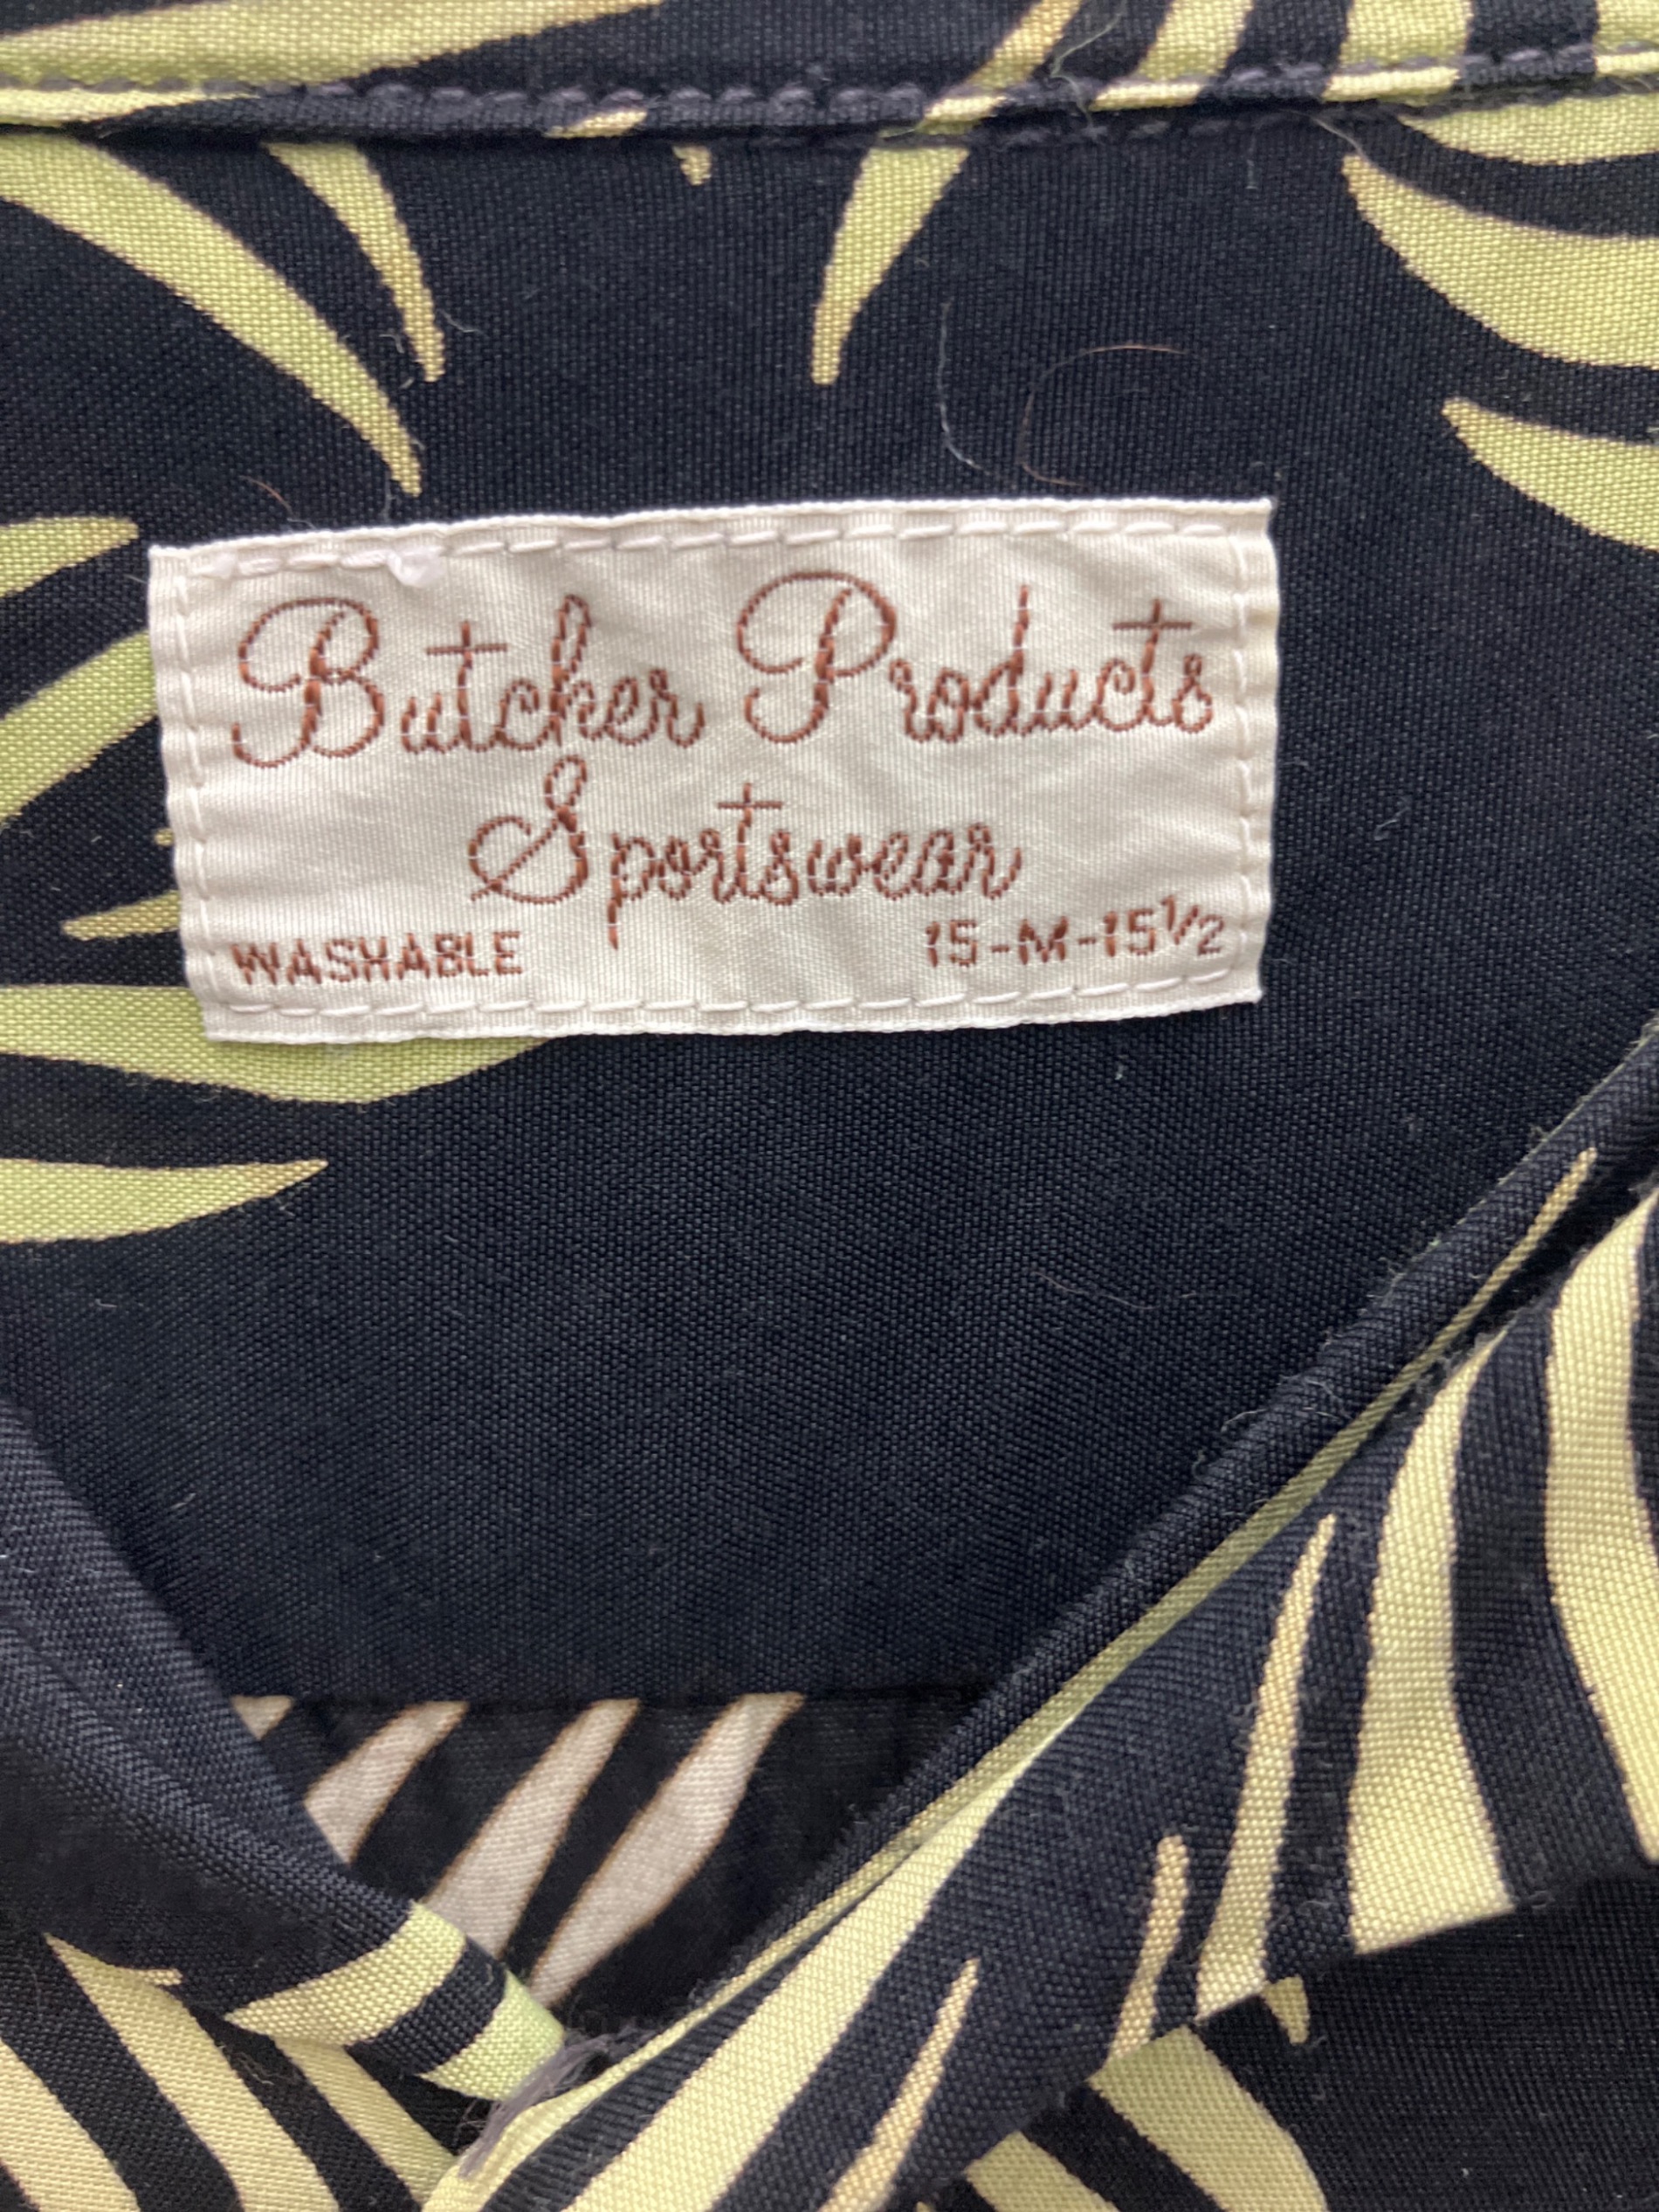 Butcher Products
Sportswear
WASHABLE 15-M-15½